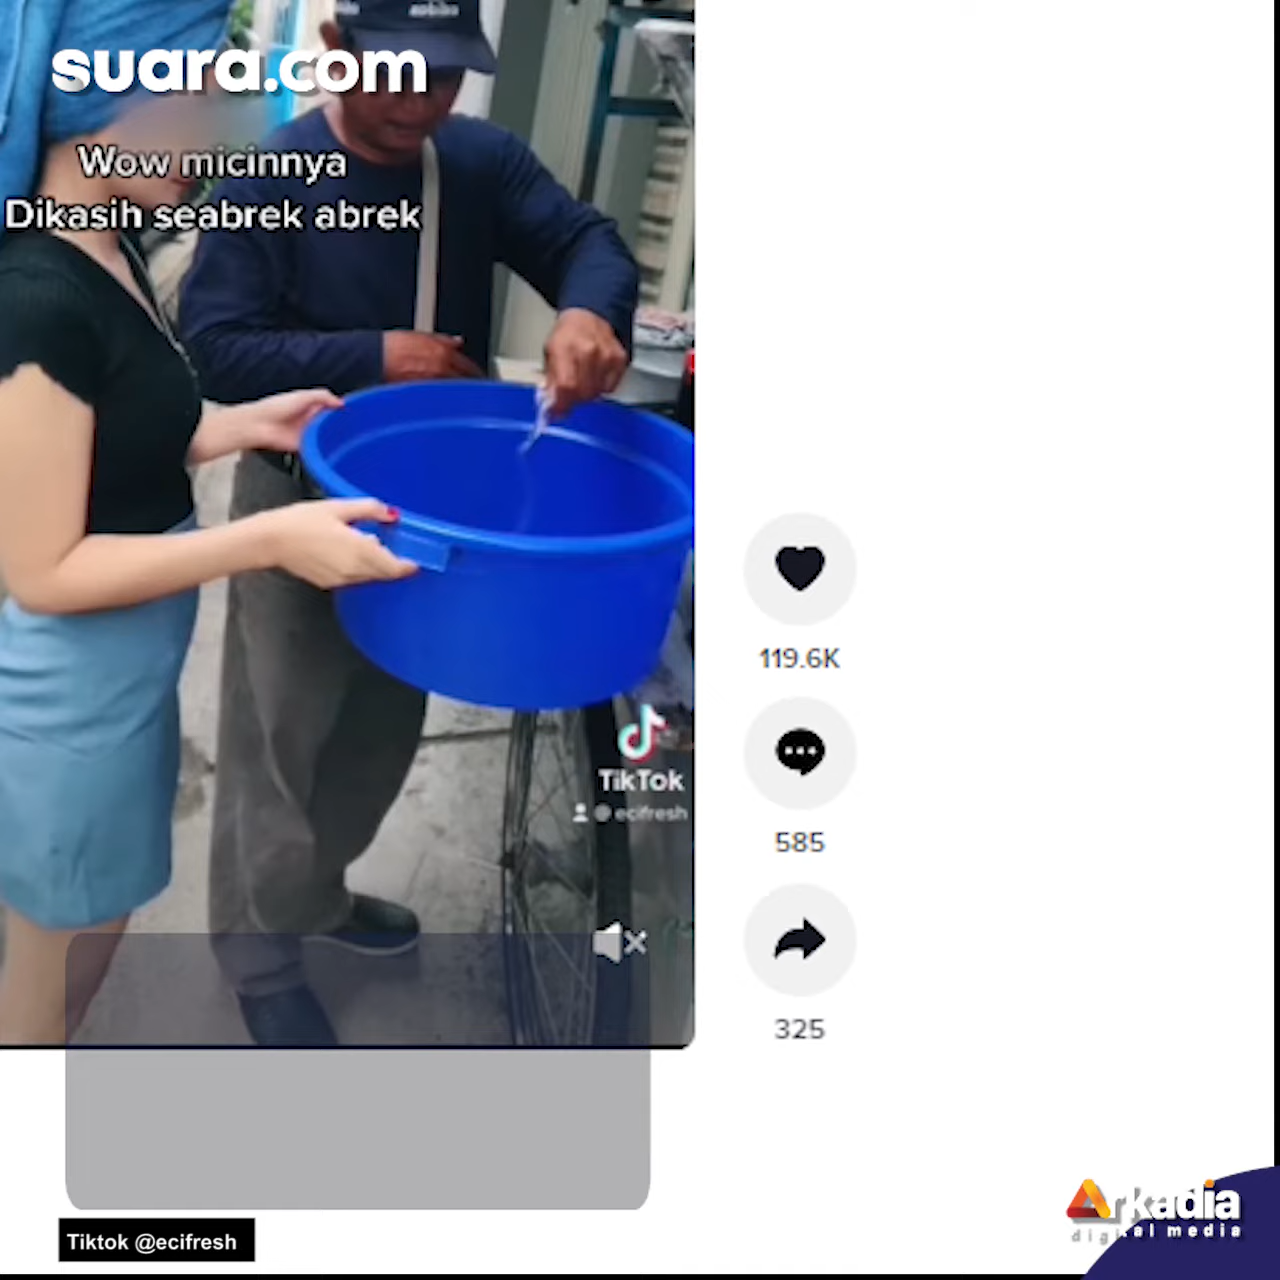 suara.com
Wow micinnya
Dikasih seabrek abrek
TikTok
@ ecifresh
119.6K
585
325
Tiktok @ecifresh
Arkadia
digital media